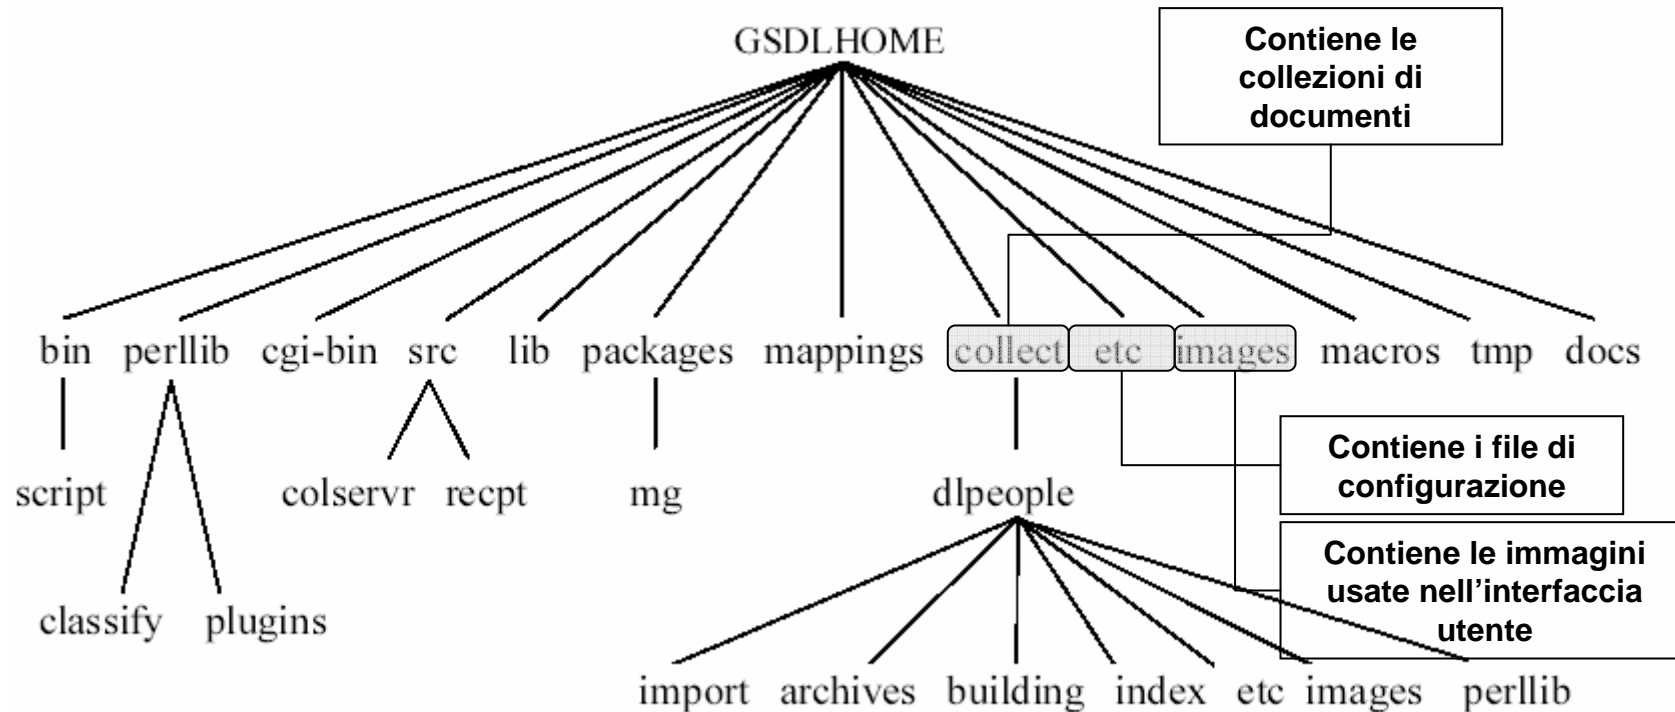 GSDLHOME
Contiene le
collezioni di
documenti
bin perllib cgi-bin src lib packages mappings collect etc images macros tmp docs
Contiene i file di
configurazione
script colservr recpt mg dlpeople
Contiene le immagini
usate nell'interfaccia
utente
classify plugins
import archives building index etc images perllib